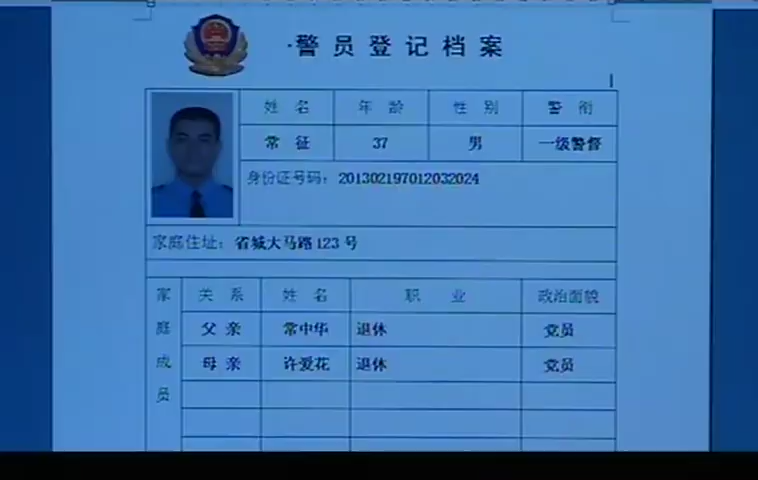 ·警员登记档案
姓 名 年 龄 性 别 警 衔
常 征 37 男 一级警督
身份证号码：201302197012032024
家庭住址：省城大马路123号
家庭成员 关 系 姓 名 职 业 政治面貌
父 亲 常中华 退休 党员
母 亲 许爱花 退休 党员